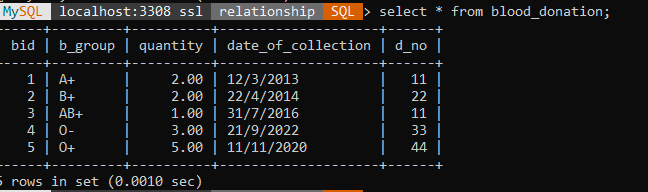 MySQL localhost:3308 ssl relationship SQL > select * from blood_donation;
------+---------+----------+--------------------+------+
  bid | b_group | quantity | date_of_collection | d_no |
------+---------+----------+--------------------+------+
    1 | A+      |     2.00 | 12/3/2013          |   11 |
    2 | B+      |     2.00 | 22/4/2014          |   22 |
    3 | AB+     |     1.00 | 31/7/2016          |   11 |
    4 | O-      |     3.00 | 21/9/2022          |   33 |
    5 | O+      |     5.00 | 11/11/2020         |   44 |
------+---------+----------+--------------------+------+
5 rows in set (0.0010 sec)